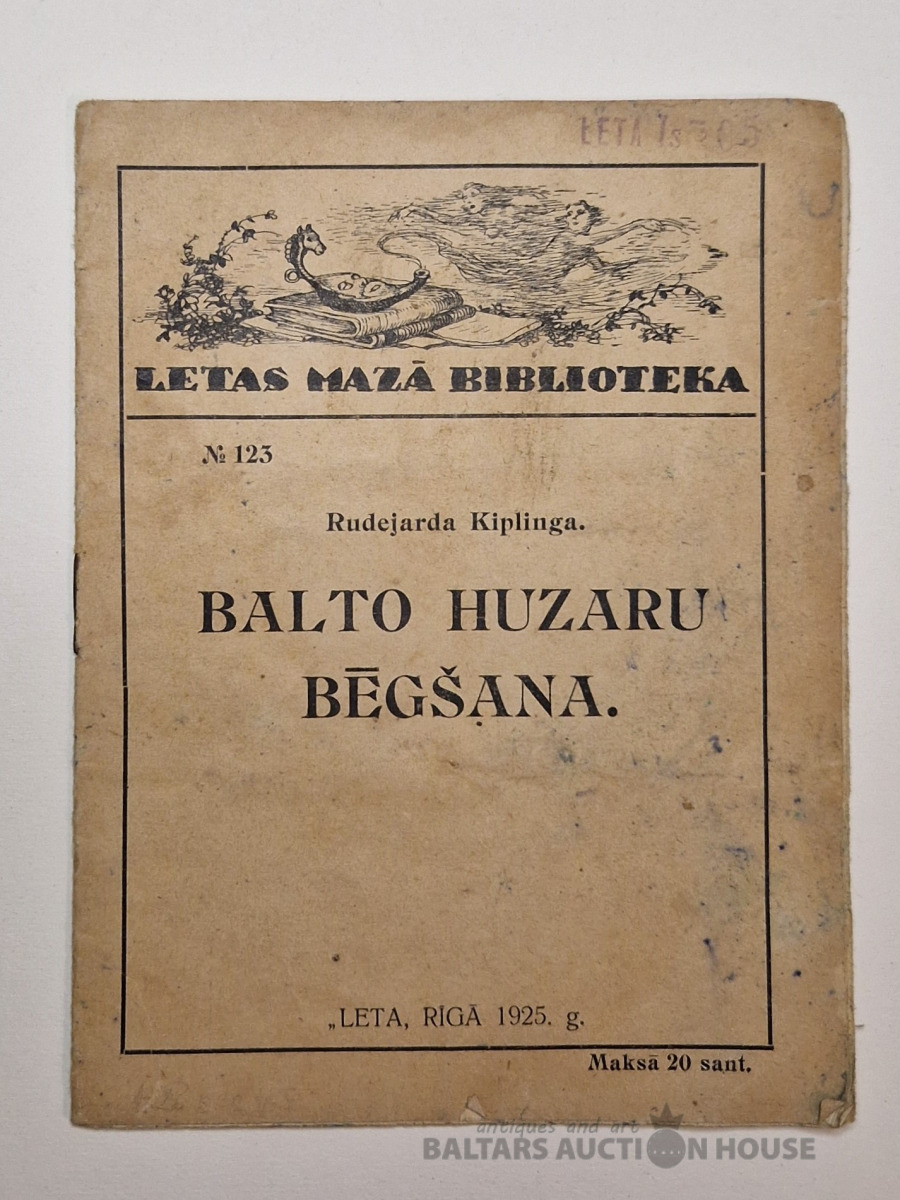 LETA
LETAS MAZĀ BIBLIOTEKA
№ 123
Rudejarda Kiplinga.
BALTO HUZARU
BĒGŠANA.
„LETA, RĪGĀ 1925. g.
Maksā 20 sant.
antiques and art
BALTARS AUCTION HOUSE